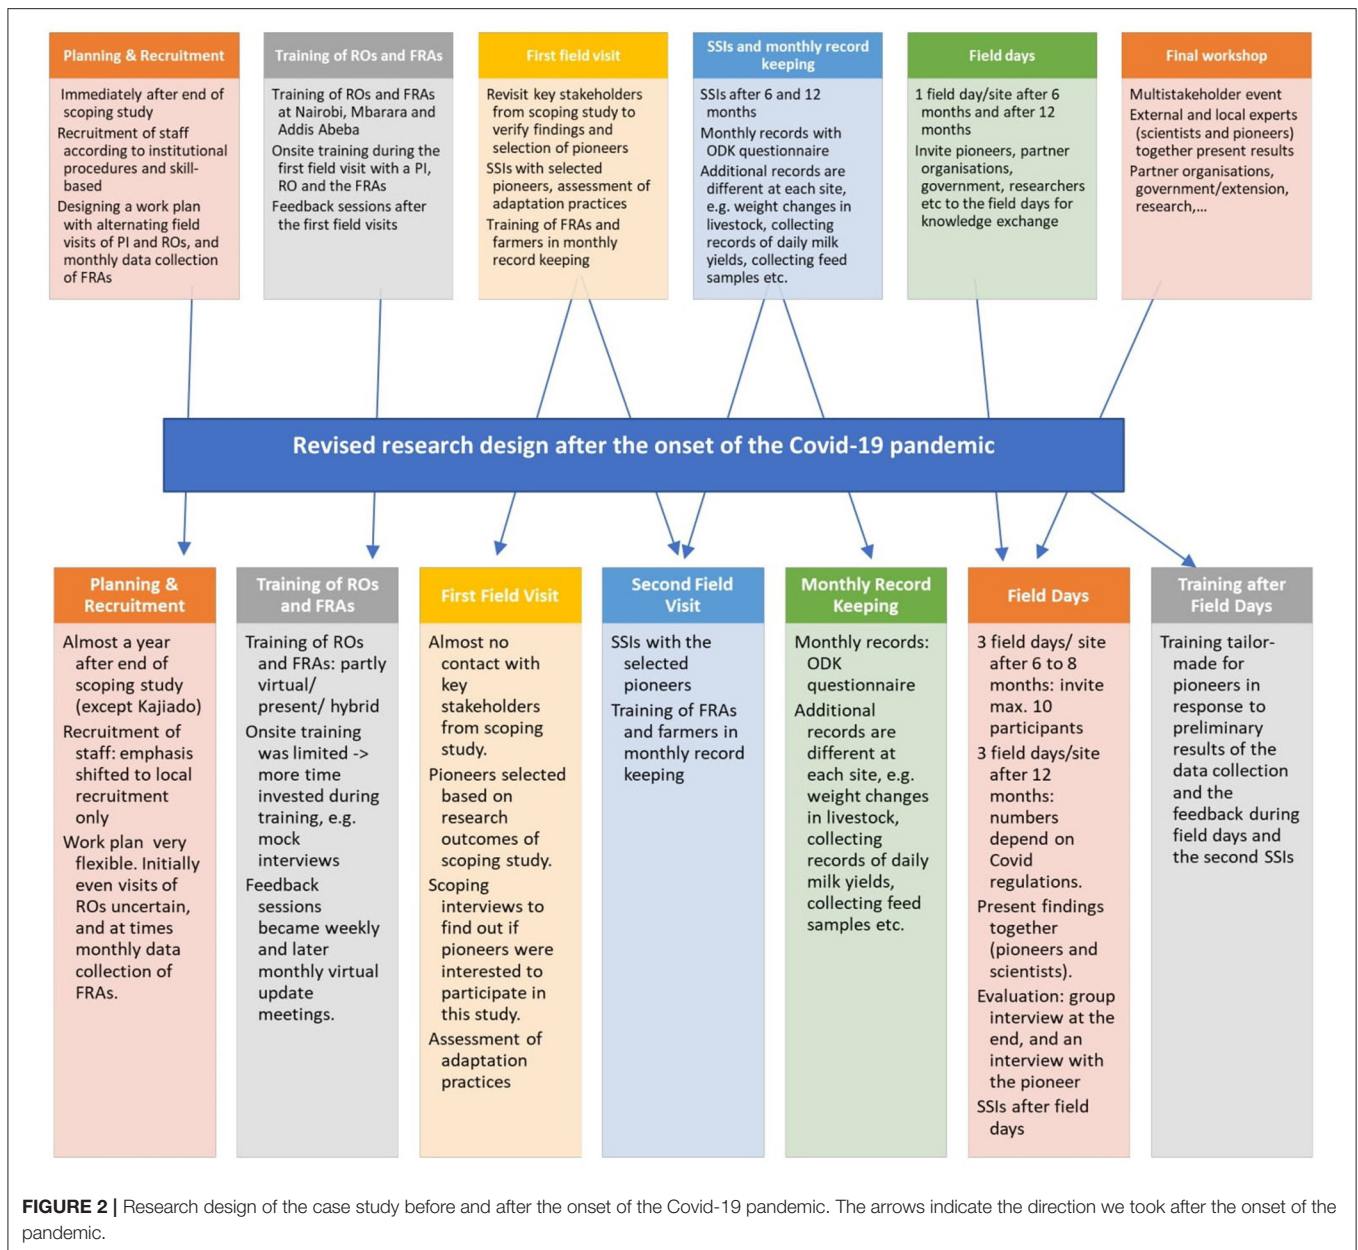 Planning & Recruitment
Immediately after end of
scoping study
Recruitment of staff
according to institutional
procedures and skill-
based
Designing a work plan
with alternating field
visits of PI and ROs, and
monthly data collection
of FRAs
Training of ROs and FRAs
Training of ROs and FRAs
at Nairobi, Mbarara and
Addis Abeba
Onsite training during the
first field visit with a PI,
RO and the FRAs
Feedback sessions after
the first field visits
First field visit
Revisit key stakeholders
from scoping study to
verify findings and
selection of pioneers
SSIs with selected
pioneers, assessment of
adaptation practices
Training of FRAs and
farmers in monthly
record keeping
SSIs and monthly record
keeping
SSIs after 6 and 12
months
Monthly records with
ODK questionnaire
Additional records are
different at each site,
e.g. weight changes in
livestock, collecting
records of daily milk
yields, collecting feed
samples etc.
Field days
1 field day/site after 6
months and after 12
months
Invite pioneers, partner
organisations,
government, researchers
etc to the field days for
knowledge exchange
Final workshop
Multistakeholder event
External and local experts
(scientists and pioneers)
together present results
Partner organisations,
government/extension,
research,...
Revised research design after the onset of the Covid-19 pandemic
Planning &
Recruitment
Almost a year
after end of
scoping study
(except Kajiado)
Recruitment of
staff: emphasis
shifted to local
recruitment
only
Work plan very
flexible. Initially
even visits of
ROs uncertain,
and at times
monthly data
collection of
FRAs.
Training of ROs
and FRAs
Training of ROs
and FRAs: partly
virtual/
present/ hybrid
Onsite training
was limited ->
more time
invested during
training, e.g.
mock
interviews
Feedback
sessions
became weekly
and later
monthly virtual
update
meetings.
First Field Visit
Almost no
contact with
key
stakeholders
from scoping
study.
Pioneers selected
based on
research
outcomes of
scoping study.
Scoping
interviews to
find out if
pioneers were
interested to
participate in
this study.
Assessment of
adaptation
practices
Second Field
Visit
SSIs with the
selected
pioneers
Training of FRAs
and farmers in
monthly record
keeping
Monthly Record
Keeping
Monthly records:
ODK
questionnaire
Additional
records are
different at
each site, e.g.
weight changes
in livestock,
collecting
records of daily
milk yields,
collecting feed
samples etc.
Field Days
3 field days/ site
after 6 to 8
months: invite
max. 10
participants
3 field days/site
after 12
months:
numbers
depend on
Covid
regulations.
Present findings
together
(pioneers and
scientists).
Evaluation: group
interview at the
end, and an
interview with
the pioneer
SSIs after field
days
Training after
Field Days
Training tailor-
made for
pioneers in
response to
preliminary
results of the
data collection
and the
feedback during
field days and
the second SSIs
FIGURE 2 | Research design of the case study before and after the onset of the Covid-19 pandemic. The arrows indicate the direction we took after the onset of the
pandemic.